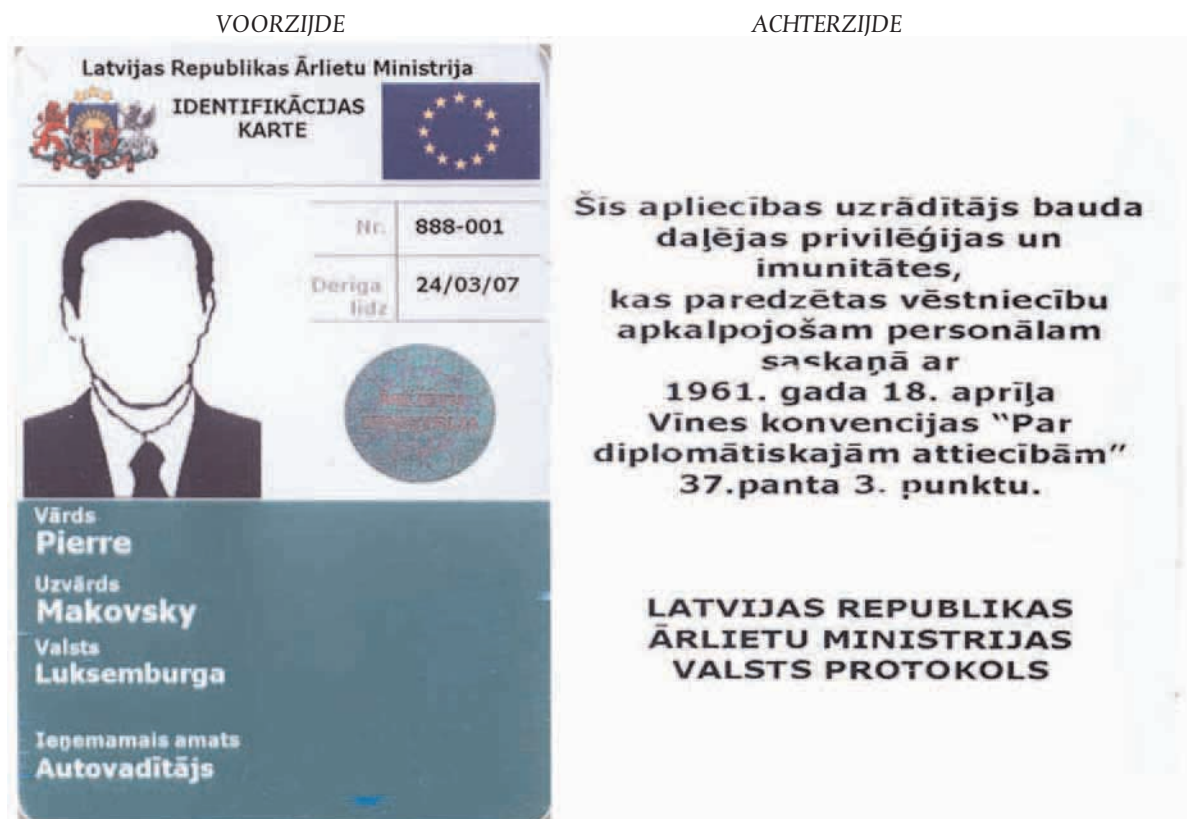 VOORZIJDE
ACHTERZIJDE
Latvijas Republikas Ārlietu Ministrija
IDENTIFIKĀCIJAS
KARTE
Nr. 888-001
Derīga
līdz
24/03/07
Vārds
Pierre
Uzvārds
Makovsky
Valsts
Luksemburga
Ieņemamais amats
Autovadītājs
Šīs apliecības uzrādītājs bauda
daļējas privilēģijas un
imunitātes,
kas paredzētas vēstniecību
apkalpojošam personālam
saskaņā ar
1961. gada 18. aprīļa
Vīnes konvencijas “Par
diplomātiskajām attiecībām”
37.panta 3. punktu.
LATVIJAS REPUBLIKAS
ĀRLIETU MINISTRIJAS
VALSTS PROTOKOLS